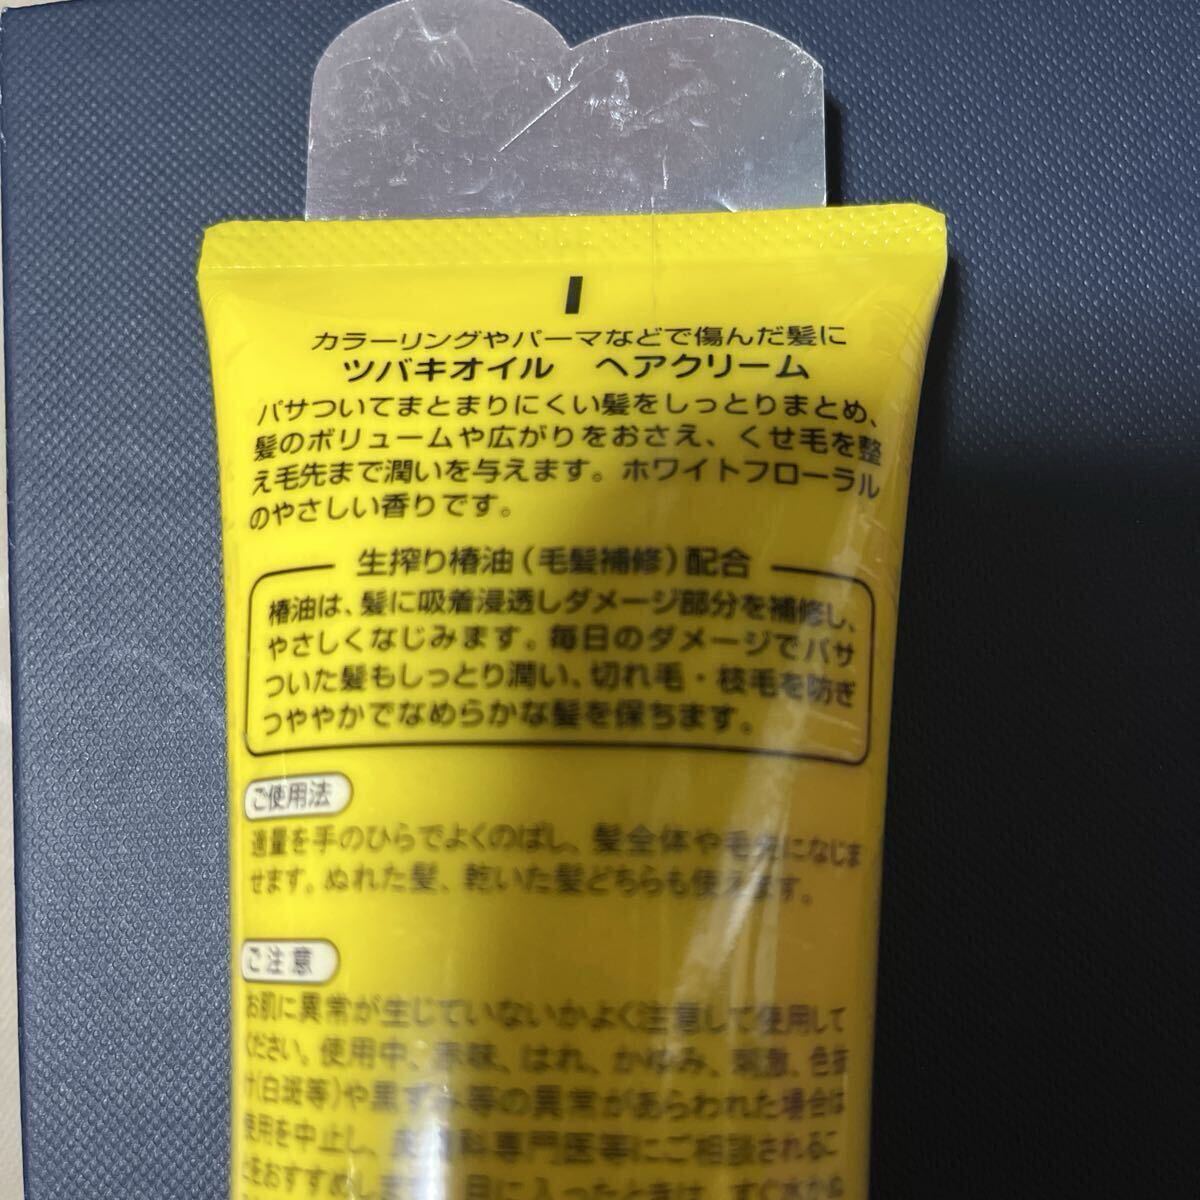 カラーリングやパーマなどで傷んだ髪に
ツバキオイル　ヘアクリーム
パサついてまとまりにくい髪をしっとりまとめ、
髪のボリュームや広がりをおさえ、くせ毛を整
え毛先まで潤いを与えます。ホワイトフローラル
のやさしい香りです。
生搾り椿油(毛髪補修)配合
椿油は、髪に吸着浸透しダメージ部分を補修し、
やさしくなじみます。毎日のダメージでパサ
ついた髪もしっとり潤い、切れ毛・枝毛を防ぎ
つややかでなめらかな髪を保ちます。
ご使用法
適量を手のひらでよくのばし、髪全体や毛先になじま
せます。ぬれた髪、乾いた髪どちらも使えます。
ご注意
お肌に異常が生じていないかよく注意して使用して
ください。使用中、赤味、はれ、かゆみ、刺激、色抜
け(白斑等)や黒ずみ等の異常があらわれた場合は
使用を中止し、皮膚科専門医等にご相談されるこ
とをおすすめします。目に入ったときは、すぐ水から